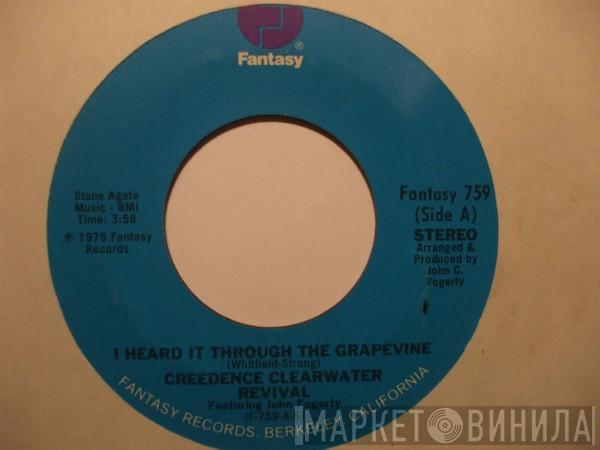 Fantasy ®
Stone Agate
Music - BMI
Time: 3:58
℗ 1975 Fantasy
Records
Fantasy 759
(Side A)
STEREO
Arranged &
Produced by
John C.
Fogerty
I HEARD IT THROUGH THE GRAPEVINE
(Whitfield-Strong)
CREEDENCE CLEARWATER
REVIVAL
Featuring John Fogerty
FANTASY RECORDS, BERKELEY, CALIFORNIA
МАРКЕТ ВИНИЛА